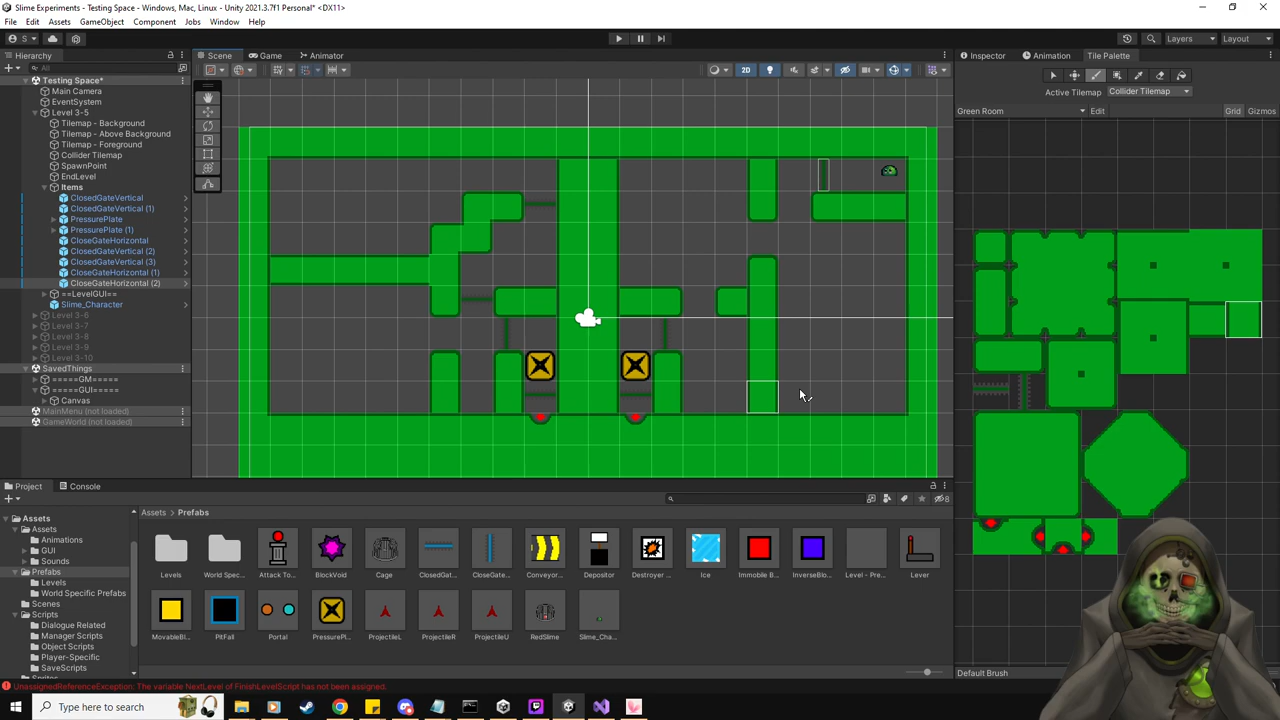 Slime Experiments - Testing Space - Windows, Mac, Linux - Unity 2021.3.7f1 Personal* <DX11>
File Edit Assets GameObject Component Jobs Window Help
S Layers Layout
Hierarchy Scene Game Animator Inspector Animation Tile Palette
All
2D
Active Tilemap Collider Tilemap
Green Room Edit Grid Gizmos
Testing Space*
Main Camera
EventSystem
Level 3-5
Tilemap - Background
Tilemap - Above Background
Tilemap - Foreground
Collider Tilemap
SpawnPoint
EndLevel
Items
ClosedGateVertical
ClosedGateVertical (1)
PressurePlate
PressurePlate (1)
CloseGateHorizontal
ClosedGateVertical (2)
ClosedGateVertical (3)
CloseGateHorizontal (1)
CloseGateHorizontal (2)
==LevelGUI==
Slime_Character
Level 3-6
Level 3-7
Level 3-8
Level 3-9
Level 3-10
SavedThings
=====GM=====
=====GUI=====
Canvas
MainMenu (not loaded)
GameWorld (not loaded)
Project Console
8
Assets
Assets
Animations
GUI
Sounds
Prefabs
Levels
World Specific Prefabs
Scenes
Scripts
Dialogue Related
Manager Scripts
Object Scripts
Player-Specific
SaveScripts
Assets > Prefabs
Levels World Spec... Attack To... BlockVoid Cage ClosedGat... CloseGate... Conveyor... Depositor Destroyer ... Ice Immobile B... InverseBlo... Level - Pre... Lever
MovableBl... PitFall Portal PressurePl... ProjectileL ProjectileR ProjectileU RedSlime Slime_Cha...
Default Brush
UnassignedReferenceException: The variable NextLevel of FinishLevelScript has not been assigned.
Type here to search